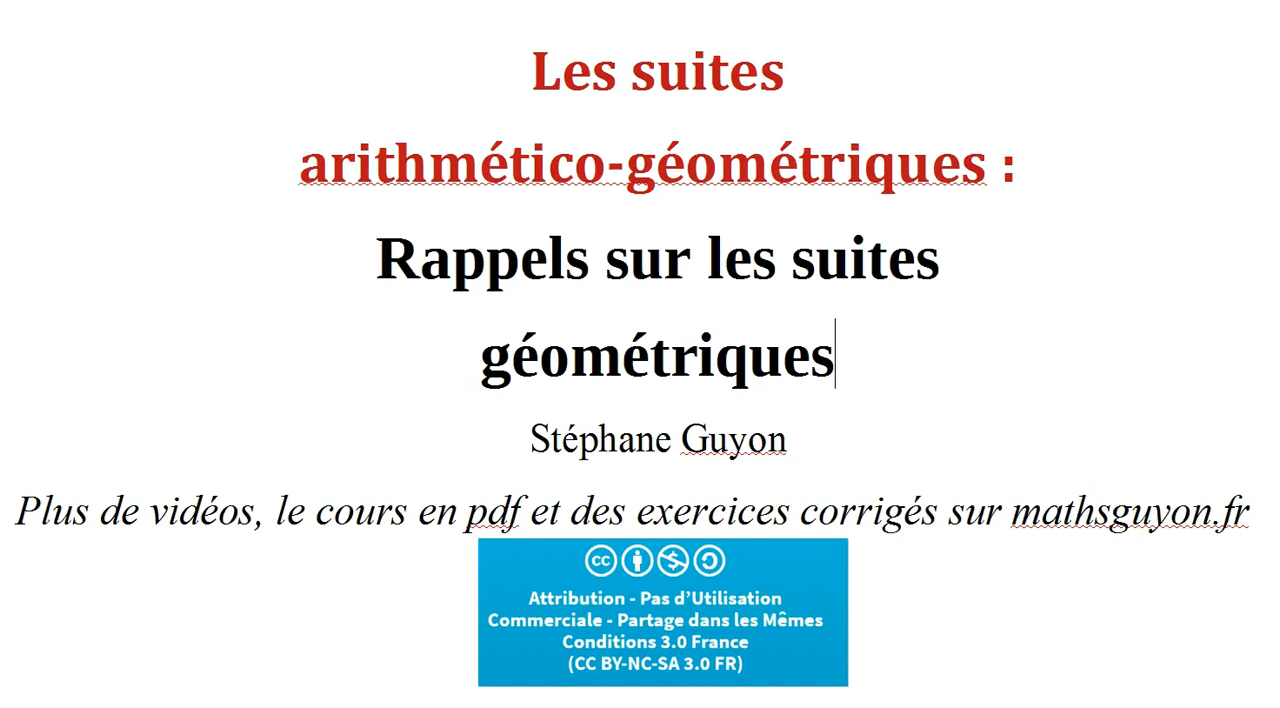 Les suites
arithmético-géométriques :
Rappels sur les suites
géométriques
Stéphane Guyon
Plus de vidéos, le cours en pdf et des exercices corrigés sur mathsguyon.fr
cc
Attribution - Pas d’Utilisation
Commerciale - Partage dans les Mêmes
Conditions 3.0 France
(CC BY-NC-SA 3.0 FR)